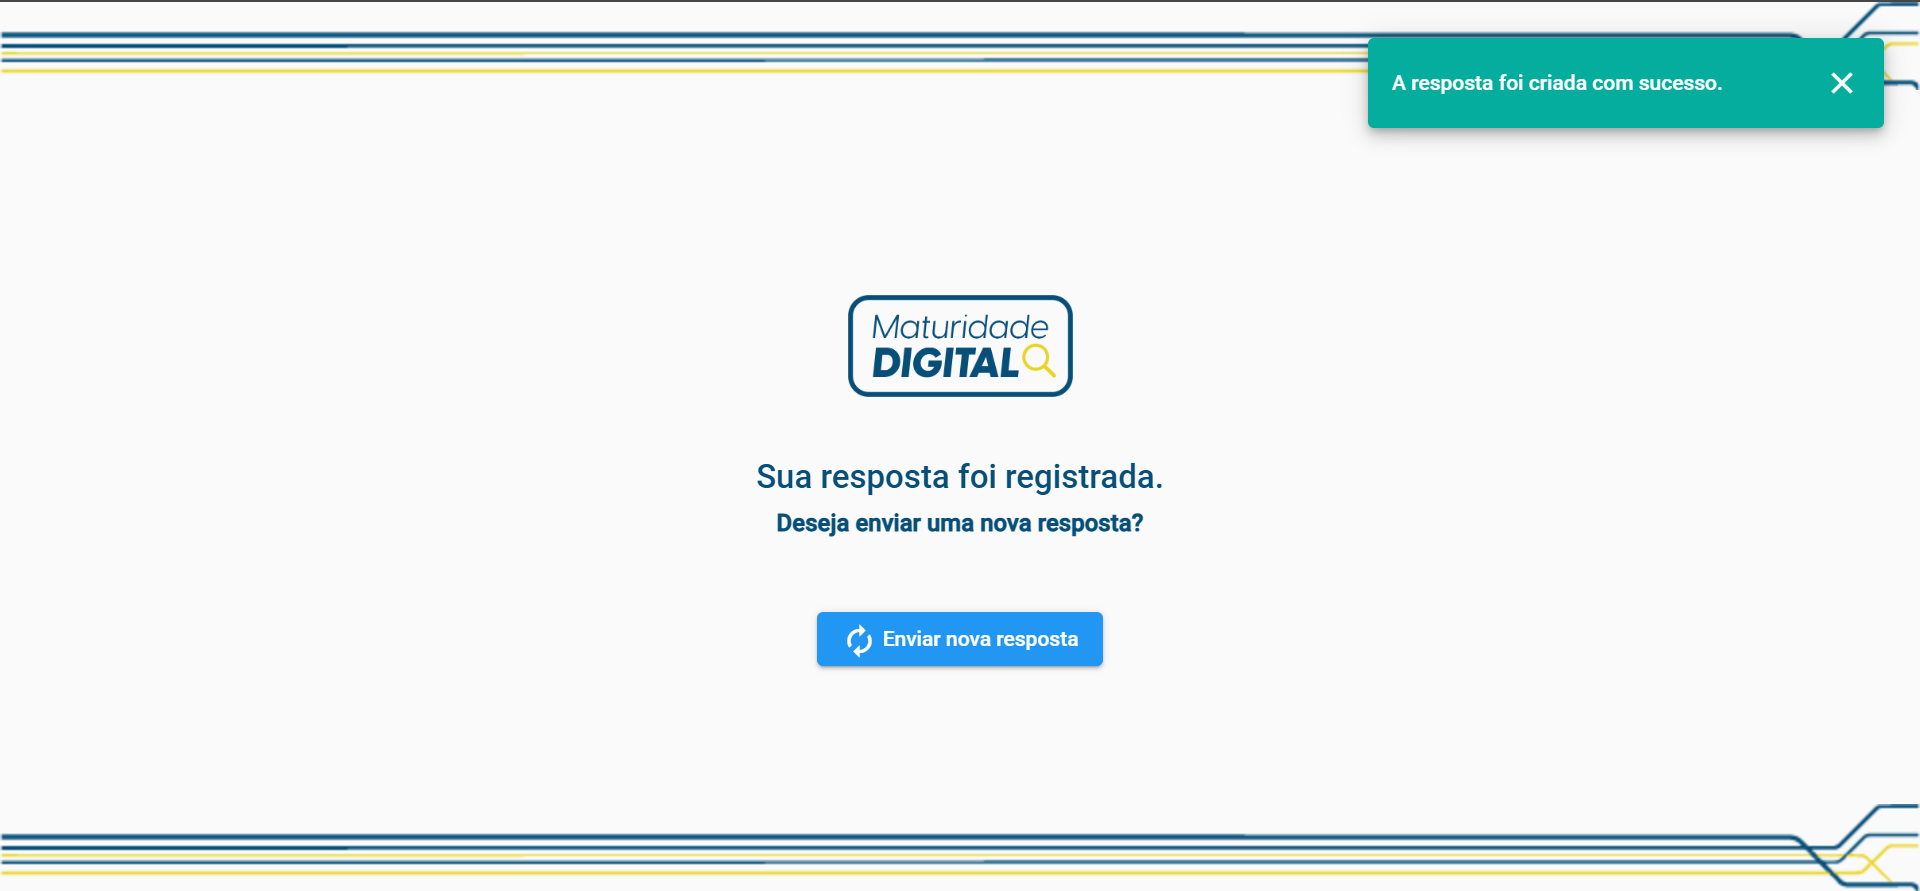 A resposta foi criada com sucesso.
Maturidade
DIGITAL
Sua resposta foi registrada.
Deseja enviar uma nova resposta?
Enviar nova resposta